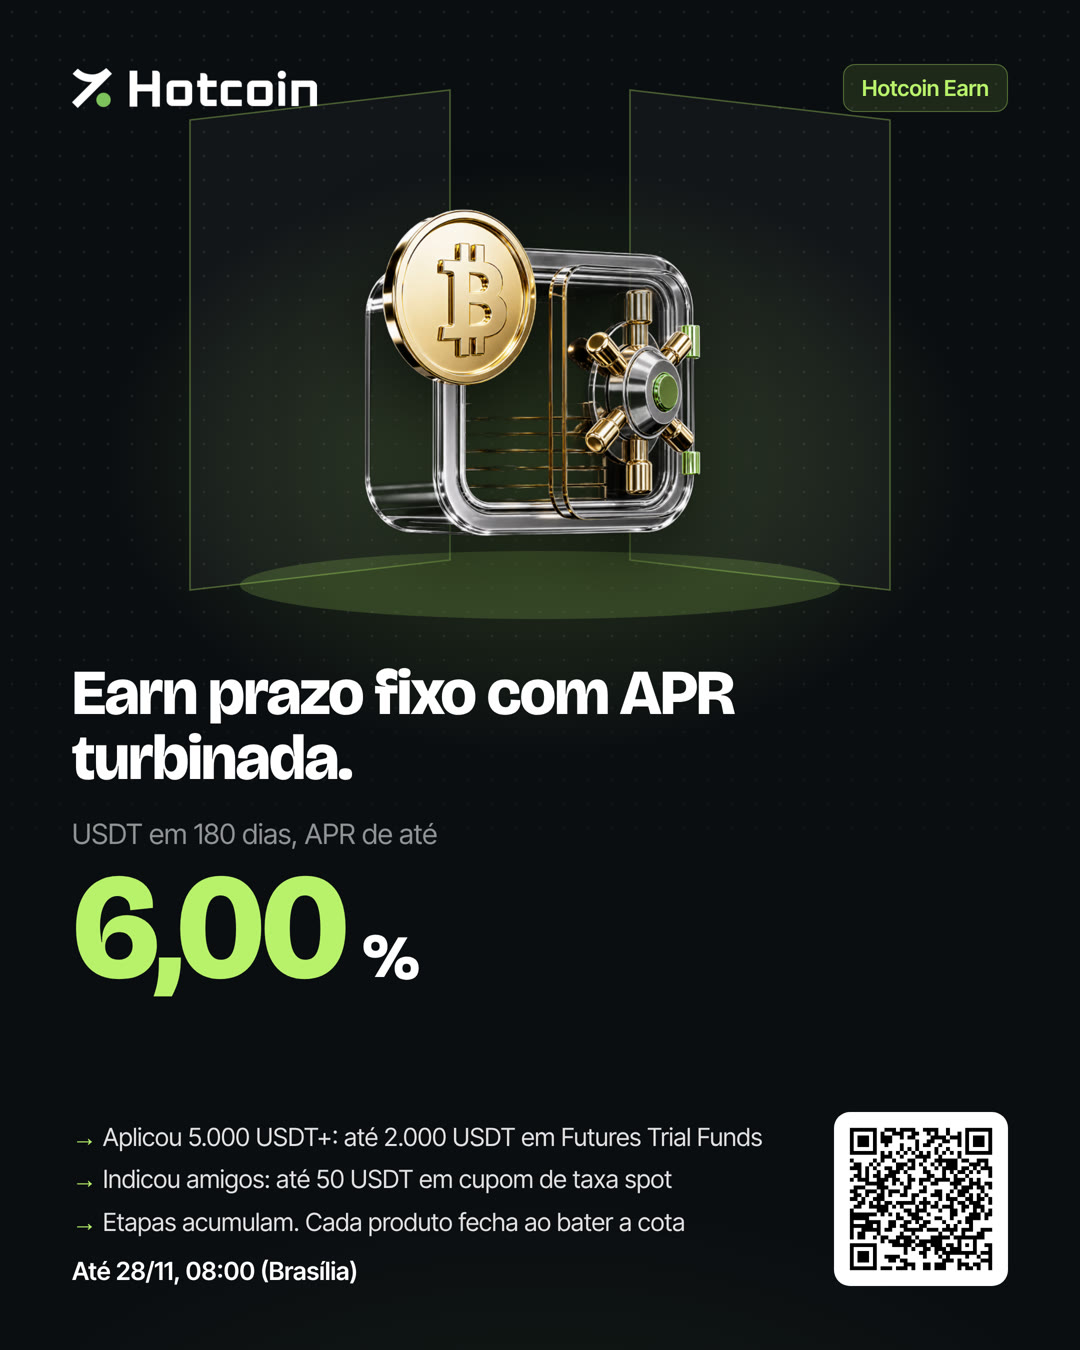 Hotcoin
Hotcoin Earn
Earn prazo fixo com APR
turbinada.
USDT em 180 dias, APR de até
6,00 %
→ Aplicou 5.000 USDT+: até 2.000 USDT em Futures Trial Funds
→ Indicou amigos: até 50 USDT em cupom de taxa spot
→ Etapas acumulam. Cada produto fecha ao bater a cota
Até 28/11, 08:00 (Brasília)